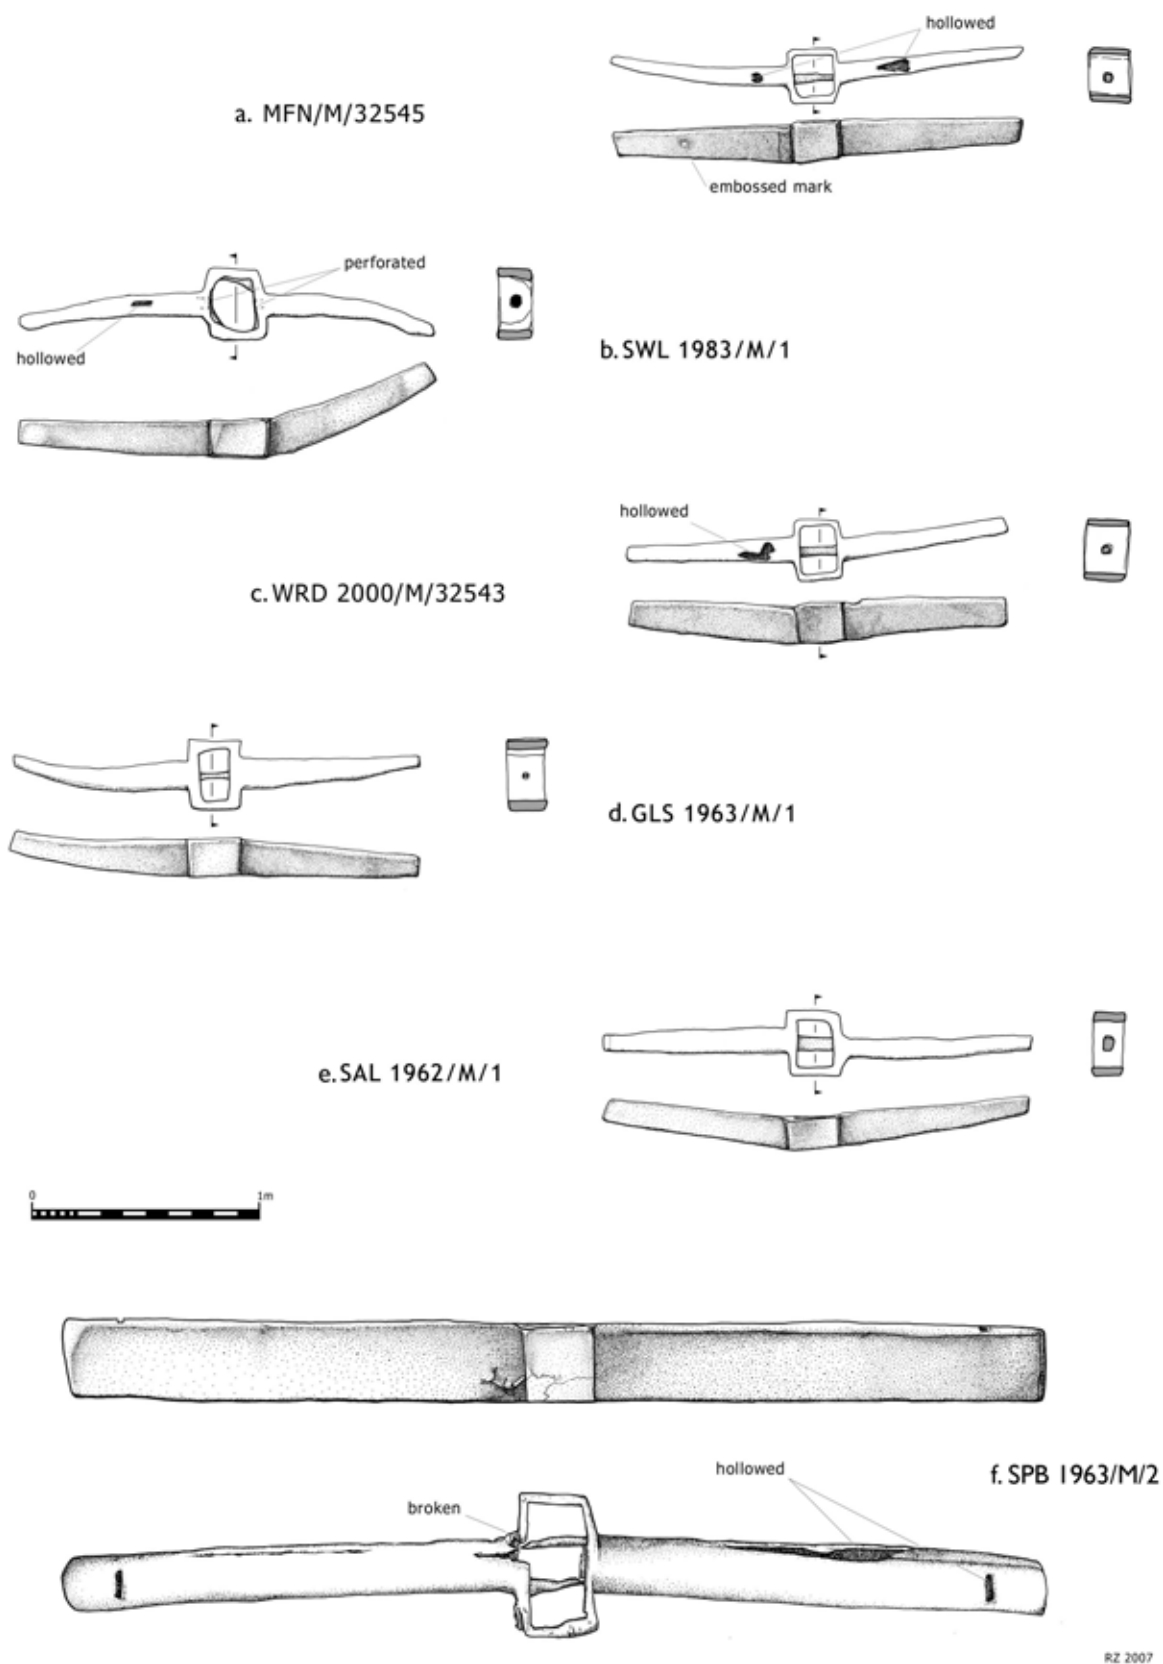 hollowed
a. MFN/M/32545
embossed mark
perforated
hollowed
b. SWL 1983/M/1
hollowed
c. WRD 2000/M/32543
d. GLS 1963/M/1
e. SAL 1962/M/1
0 1m
hollowed
f. SPB 1963/M/2
broken
RZ 2007